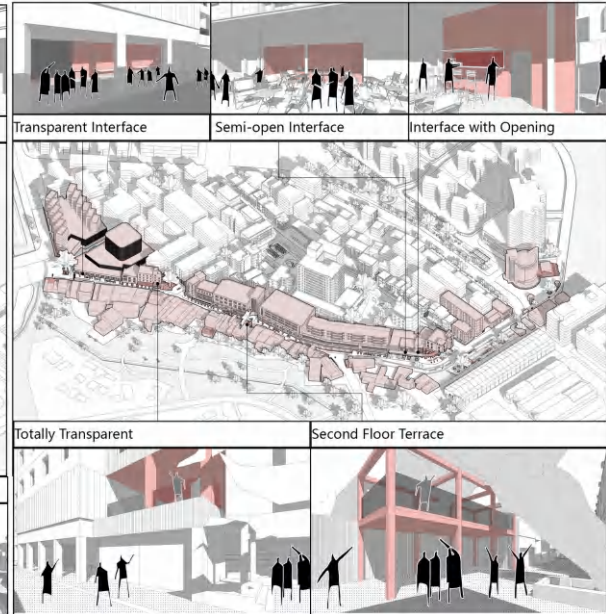 Transparent Interface
Semi-open Interface
Interface with Opening
Totally Transparent
Second Floor Terrace